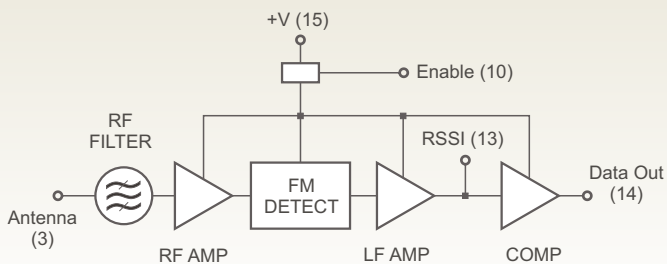 +V (15)
Enable (10)
RF
FILTER
RSSI (13)
FM
DETECT
Data Out
(14)
Antenna
(3)
RF AMP
LF AMP
COMP